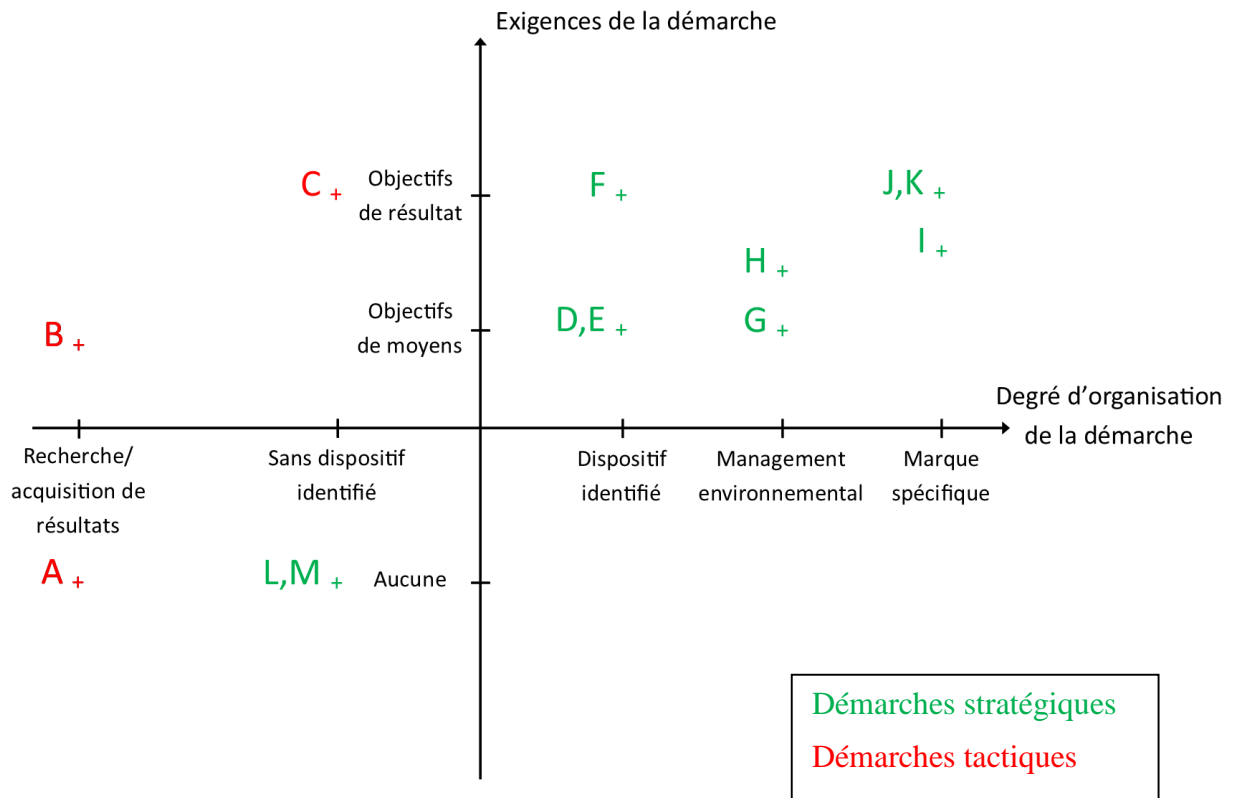 Exigences de la démarche
C
Objectifs
de résultat
F
J,K
I
H
B
Objectifs
de moyens
D,E
G
Degré d’organisation
de la démarche
Recherche/
acquisition de
résultats
Sans dispositif
identifié
Dispositif
identifié
Management
environnemental
Marque
spécifique
A
L,M
Aucune
Démarches stratégiques
Démarches tactiques